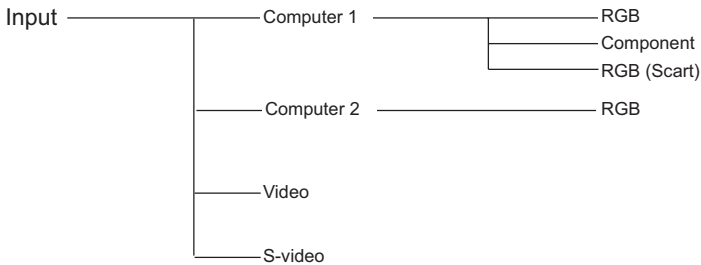 Input Computer 1 RGB
Component
RGB (Scart)
Computer 2 RGB
Video
S-video